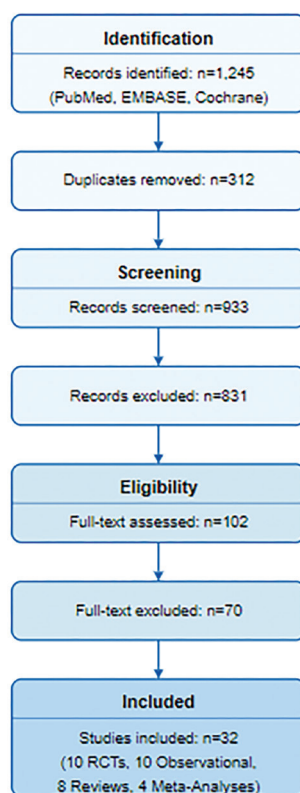 Identification
Records identified: n=1,245
(PubMed, EMBASE, Cochrane)
Duplicates removed: n=312
Screening
Records screened: n=933
Records excluded: n=831
Eligibility
Full-text assessed: n=102
Full-text excluded: n=70
Included
Studies included: n=32
(10 RCTs, 10 Observational,
8 Reviews, 4 Meta-Analyses)